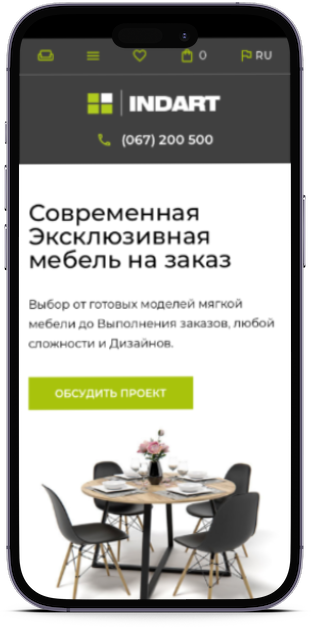 0 RU
INDART
(067) 200 500
Современная
Эксклюзивная
мебель на заказ
Выбор от готовых моделей мягкой
мебели до Выполнения заказов, любой
сложности и Дизайнов.
ОБСУДИТЬ ПРОЕКТ